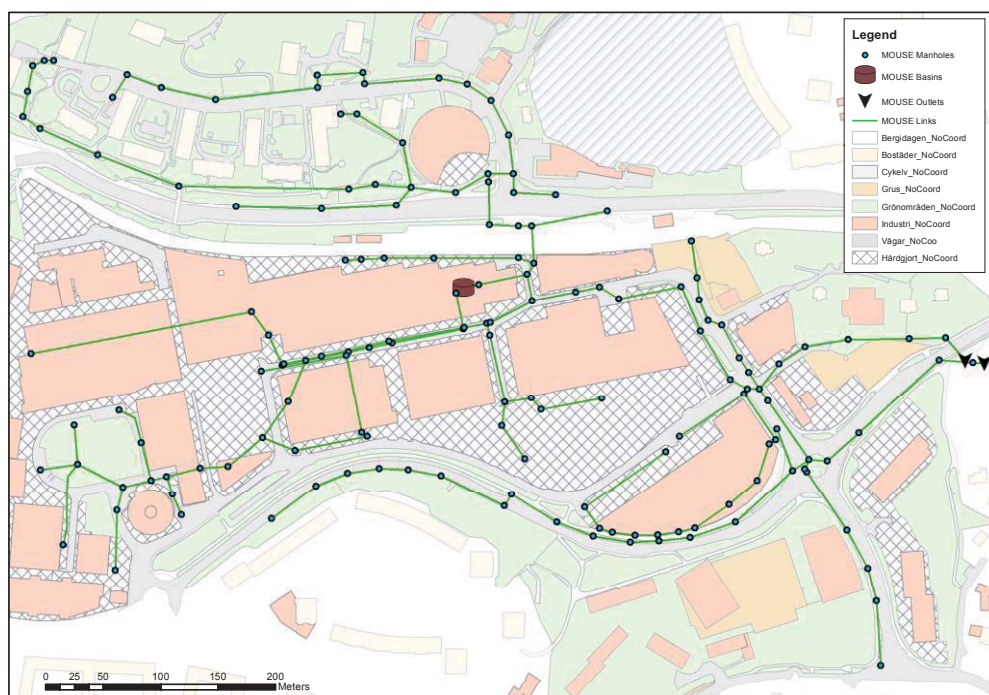 Legend
MOUSE Manholes
MOUSE Basins
MOUSE Outlets
MOUSE Links
Bergidagen_NoCoord
Bostäder_NoCoord
Cykelv_NoCoord
Grus_NoCoord
Grönområden_NoCoord
Industri_NoCoord
Vägar_NoCoo
Hårdgjort_NoCoord
0 25 50 100 150 200
Meters